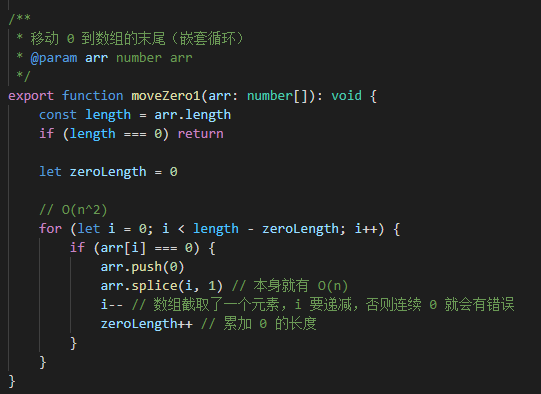 /**
 * 移动 0 到数组的末尾（嵌套循环）
 * @param arr number arr
 */
export function moveZero1(arr: number[]): void {
    const length = arr.length
    if (length === 0) return

    let zeroLength = 0

    // O(n^2)
    for (let i = 0; i < length - zeroLength; i++) {
        if (arr[i] === 0) {
            arr.push(0)
            arr.splice(i, 1) // 本身就有 O(n)
            i-- // 数组截取了一个元素，i 要递减，否则连续 0 就会有错误
            zeroLength++ // 累加 0 的长度
        }
    }
}